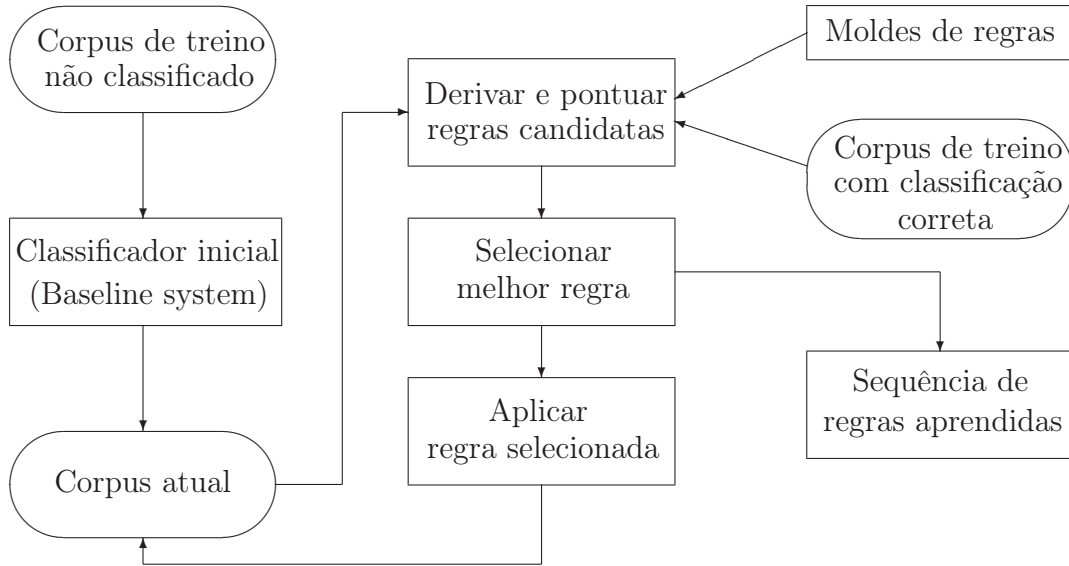 Corpus de treino
não classificado
Classificador inicial
(Baseline system)
Corpus atual
Derivar e pontuar
regras candidatas
Selecionar
melhor regra
Aplicar
regra selecionada
Moldes de regras
Corpus de treino
com classificação
correta
Sequência de
regras aprendidas